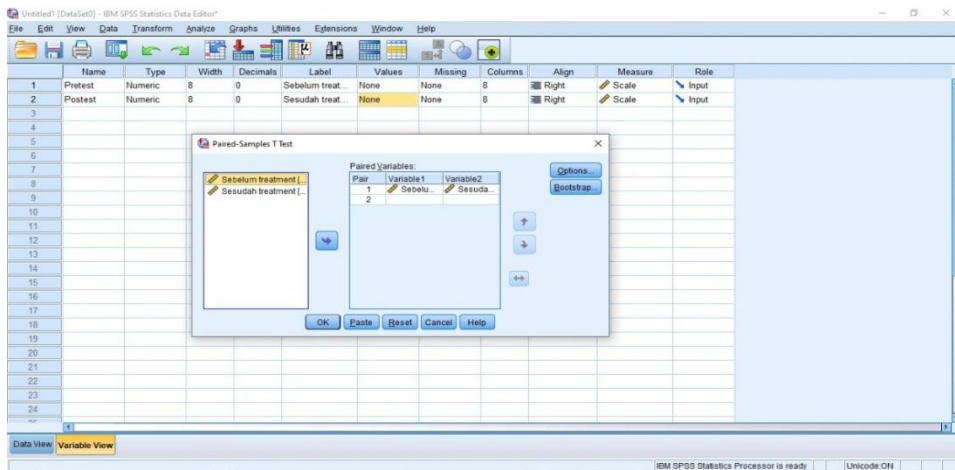 Untitled1 [DataSet0] - IBM SPSS Statistics Data Editor*
File Edit View Data Transform Analyze Graphs Utilities Extensions Window Help
Name Type Width Decimals Label Values Missing Columns Align Measure Role
1 Pretest Numeric 8 0 Sebelum treat... None None 8 Right Scale Input
2 Postest Numeric 8 0 Sesudah treat... None None 8 Right Scale Input
3
4
5
6
7
8
9
10
11
12
13
14
15
16
17
18
19
20
21
22
23
24
Paired-Samples T Test
Sebelum treatment [...
Sesudah treatment [...
Paired Variables:
Pair Variable1 Variable2
1 Sebelu... Sesuda...
2
Options...
Bootstrap...
OK Paste Reset Cancel Help
Data View Variable View
IBM SPSS Statistics Processor is ready Unicode:ON